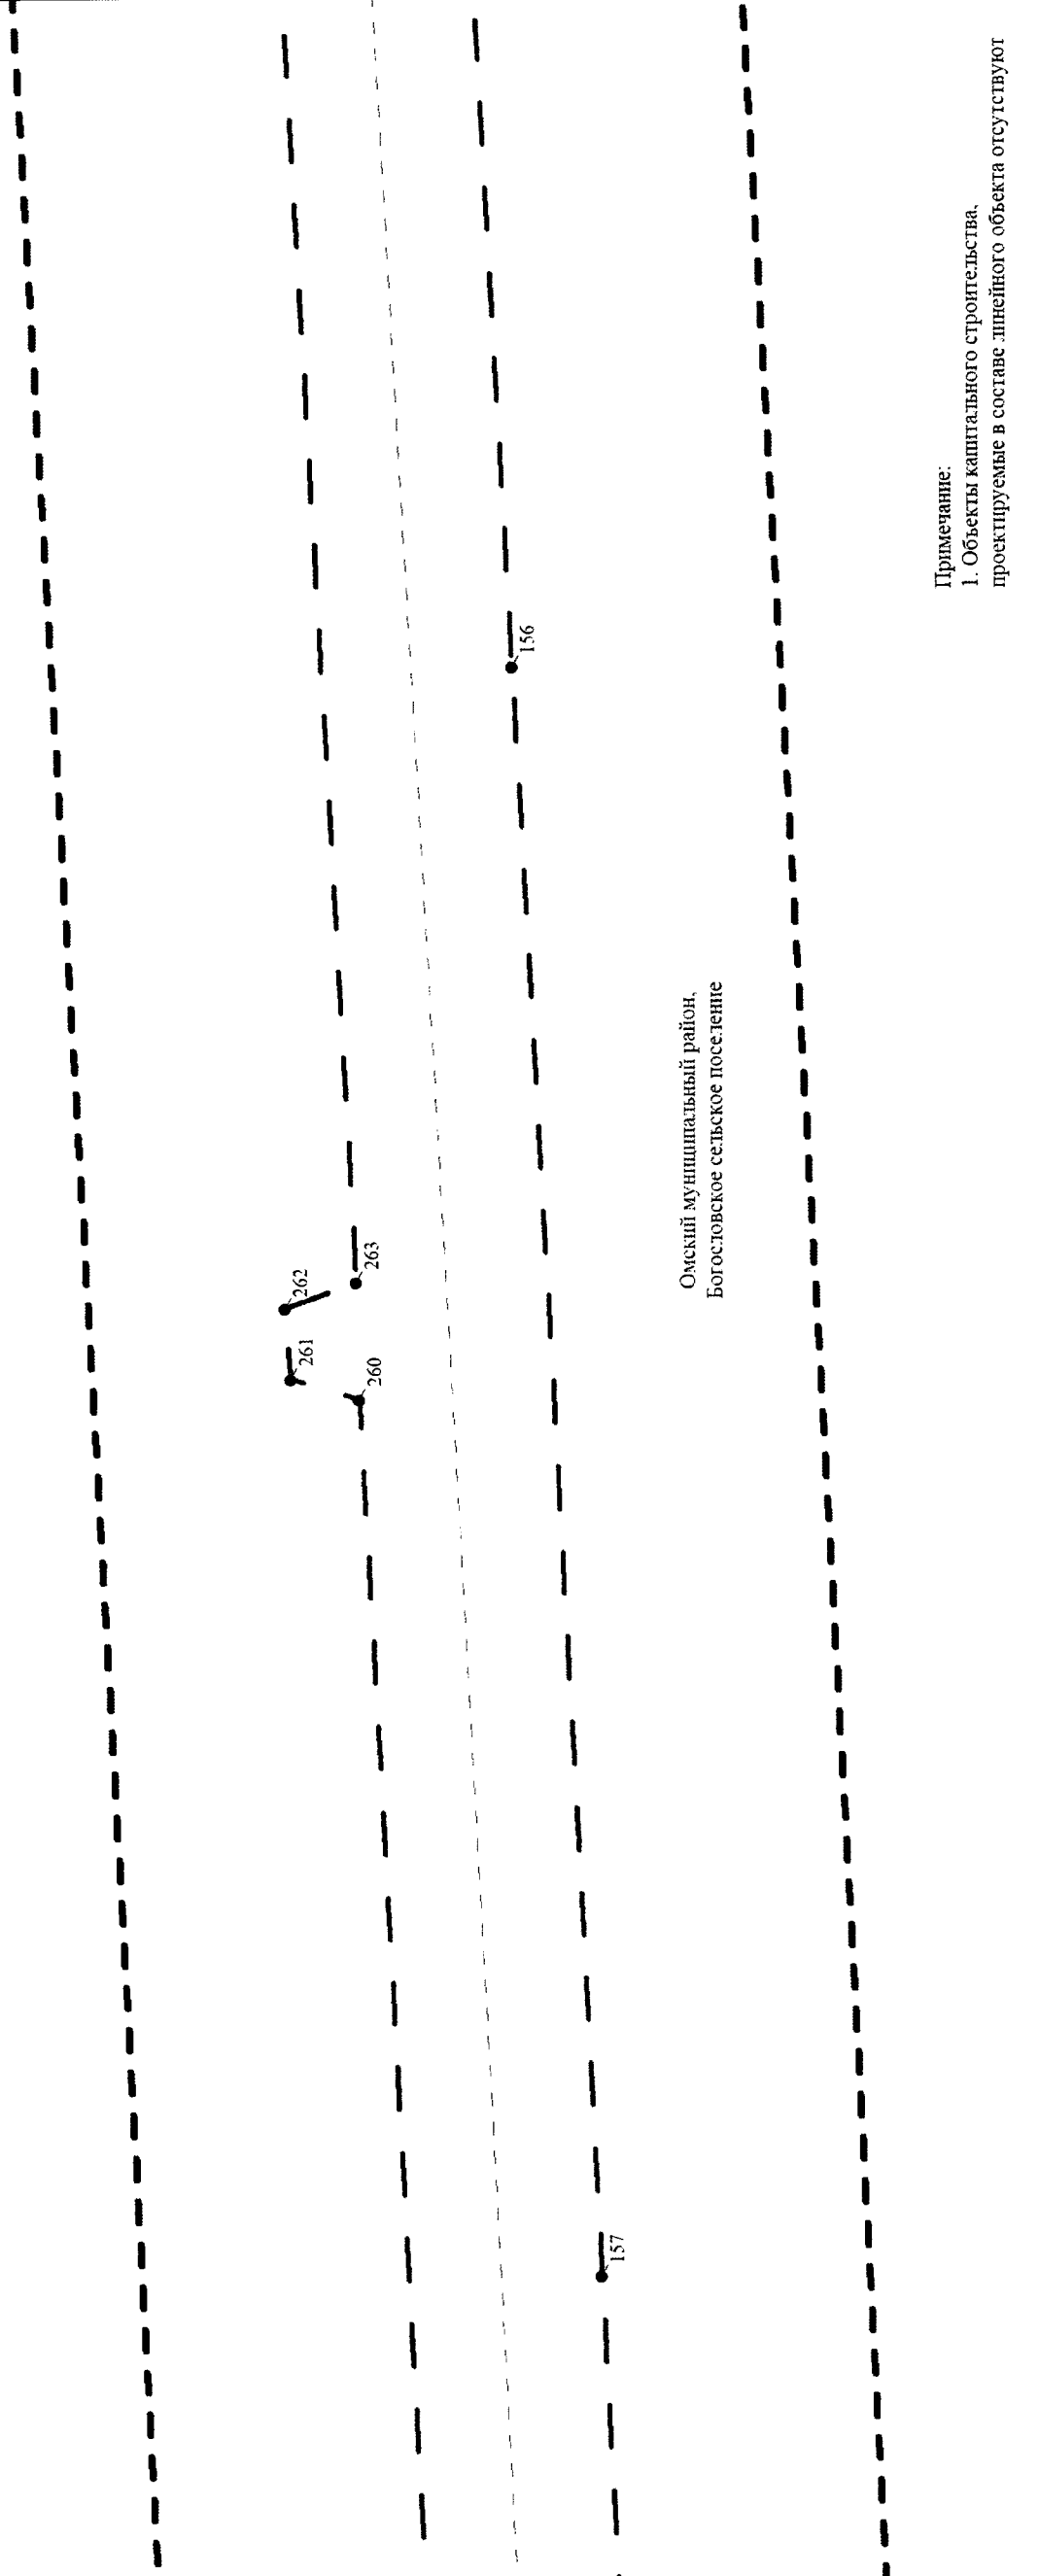 262
263
261
260
156
157
Омский муниципальный район,
Богословское сельское поселение
Примечание:
1. Объекты капитального строительства,
проектируемые в составе линейного объекта отсутствуют